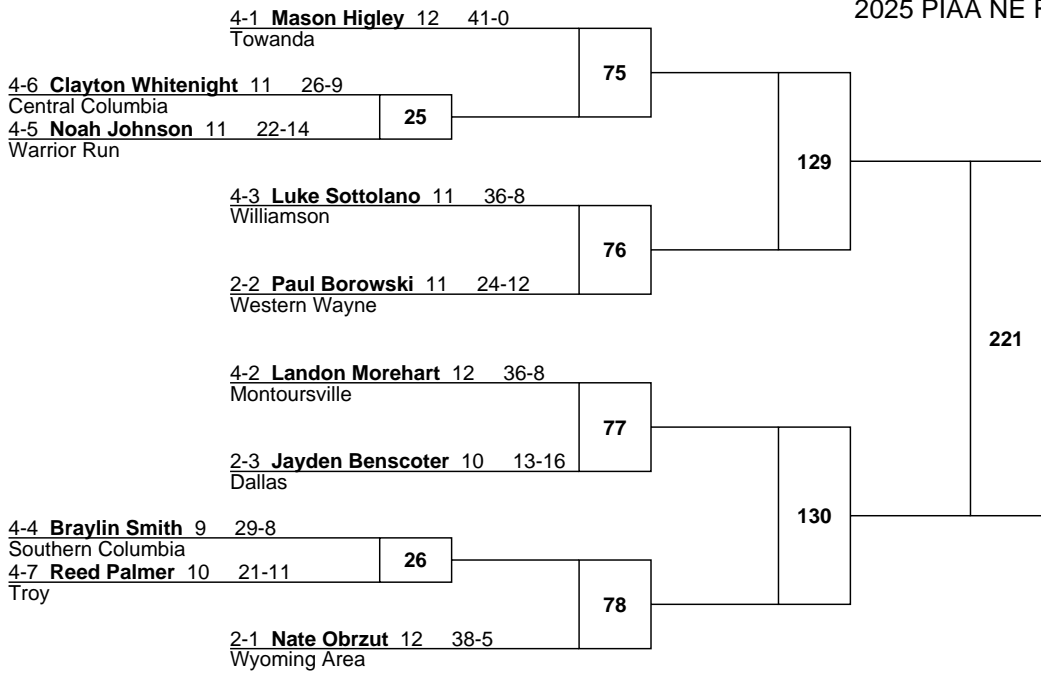 2025 PIAA NE
4-1 Mason Higley 12 41-0
Towanda
75
4-6 Clayton Whitenight 11 26-9
Central Columbia
25
4-5 Noah Johnson 11 22-14
Warrior Run
129
4-3 Luke Sottolano 11 36-8
Williamson
76
2-2 Paul Borowski 11 24-12
Western Wayne
221
4-2 Landon Morehart 12 36-8
Montoursville
77
2-3 Jayden Benscoter 10 13-16
Dallas
130
4-4 Braylin Smith 9 29-8
Southern Columbia
26
4-7 Reed Palmer 10 21-11
Troy
78
2-1 Nate Obrzut 12 38-5
Wyoming Area